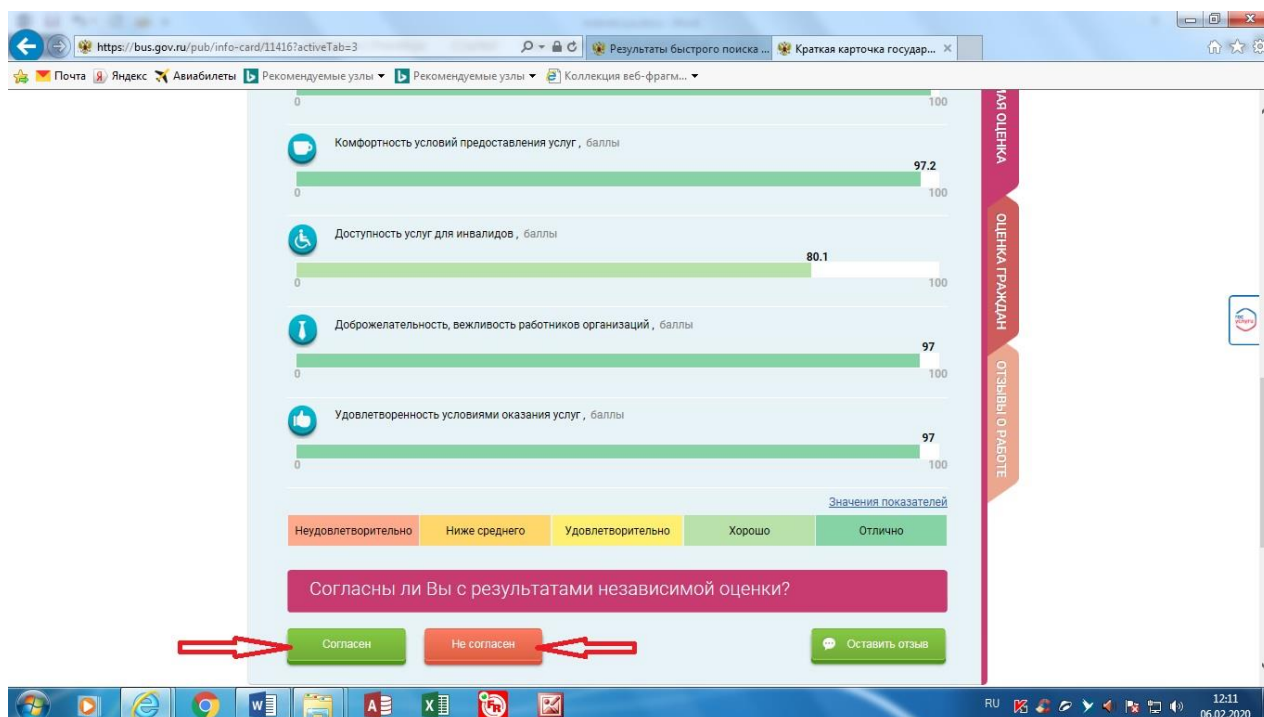 https://bus.gov.ru/pub/info-card/11416?activeTab=3
Результаты быстрого поиска ...
Краткая карточка государ...
Почта
Яндекс
Авиабилеты
Рекомендуемые узлы
Рекомендуемые узлы
Коллекция веб-фрагм...
0
100
Комфортность условий предоставления услуг, баллы
97.2
0
100
Доступность услуг для инвалидов, баллы
80.1
0
100
Доброжелательность, вежливость работников организаций, баллы
97
0
100
Удовлетворенность условиями оказания услуг, баллы
97
0
100
Значения показателей
Неудовлетворительно
Ниже среднего
Удовлетворительно
Хорошо
Отлично
Согласны ли Вы с результатами независимой оценки?
Согласен
Не согласен
Оставить отзыв
ОЦЕНКА
ОЦЕНКА ГРАЖДАН
ОТЗЫВЫ О РАБОТЕ
RU
12:11
06.02.2020